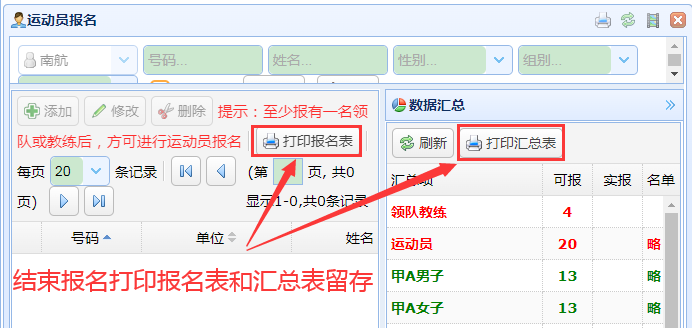 运动员报名
南航 号码... 姓名... 性别... 组别...
添加 修改 删除 提示：至少报有一名领
队或教练后，方可进行运动员报名 打印报名表
每页 20 条记录 (第 页, 共0
页) 显示1-0,共0条记录
号码 单位 姓名
结束报名打印报名表和汇总表留存
数据汇总
刷新 打印汇总表
汇总项 可报 实报 名单
领队教练 4
运动员 20 略
甲A男子 13 略
甲A女子 13 略